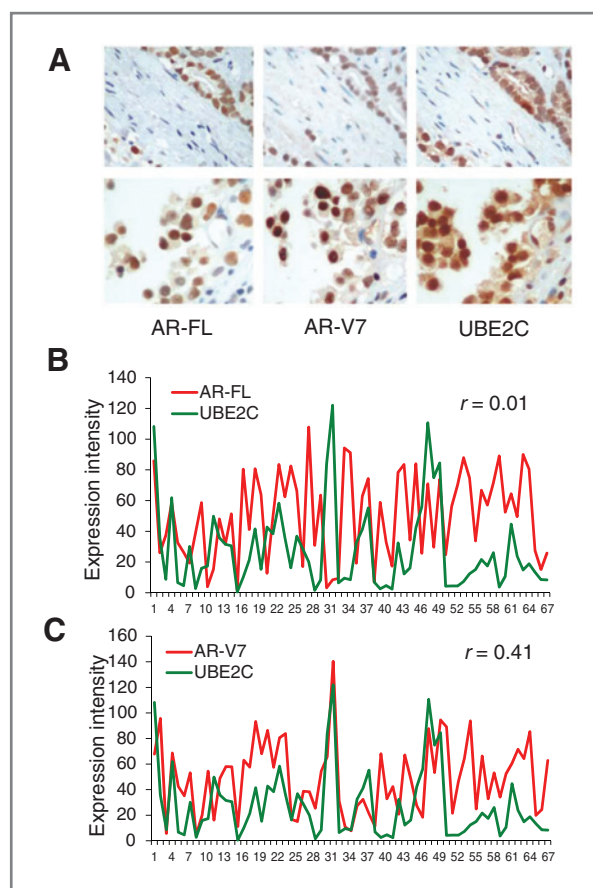 A
AR-FL AR-V7 UBE2C
B
140
120
100
80
60
40
20
0
Expression intensity
AR-FL
UBE2C
r = 0.01
1 4 7 10 13 16 19 22 25 28 31 34 37 40 43 46 49 52 55 58 61 64 67
C
160
140
120
100
80
60
40
20
0
Expression intensity
AR-V7
UBE2C
r = 0.41
1 4 7 10 13 16 19 22 25 28 31 34 37 40 43 46 49 52 55 58 61 64 67